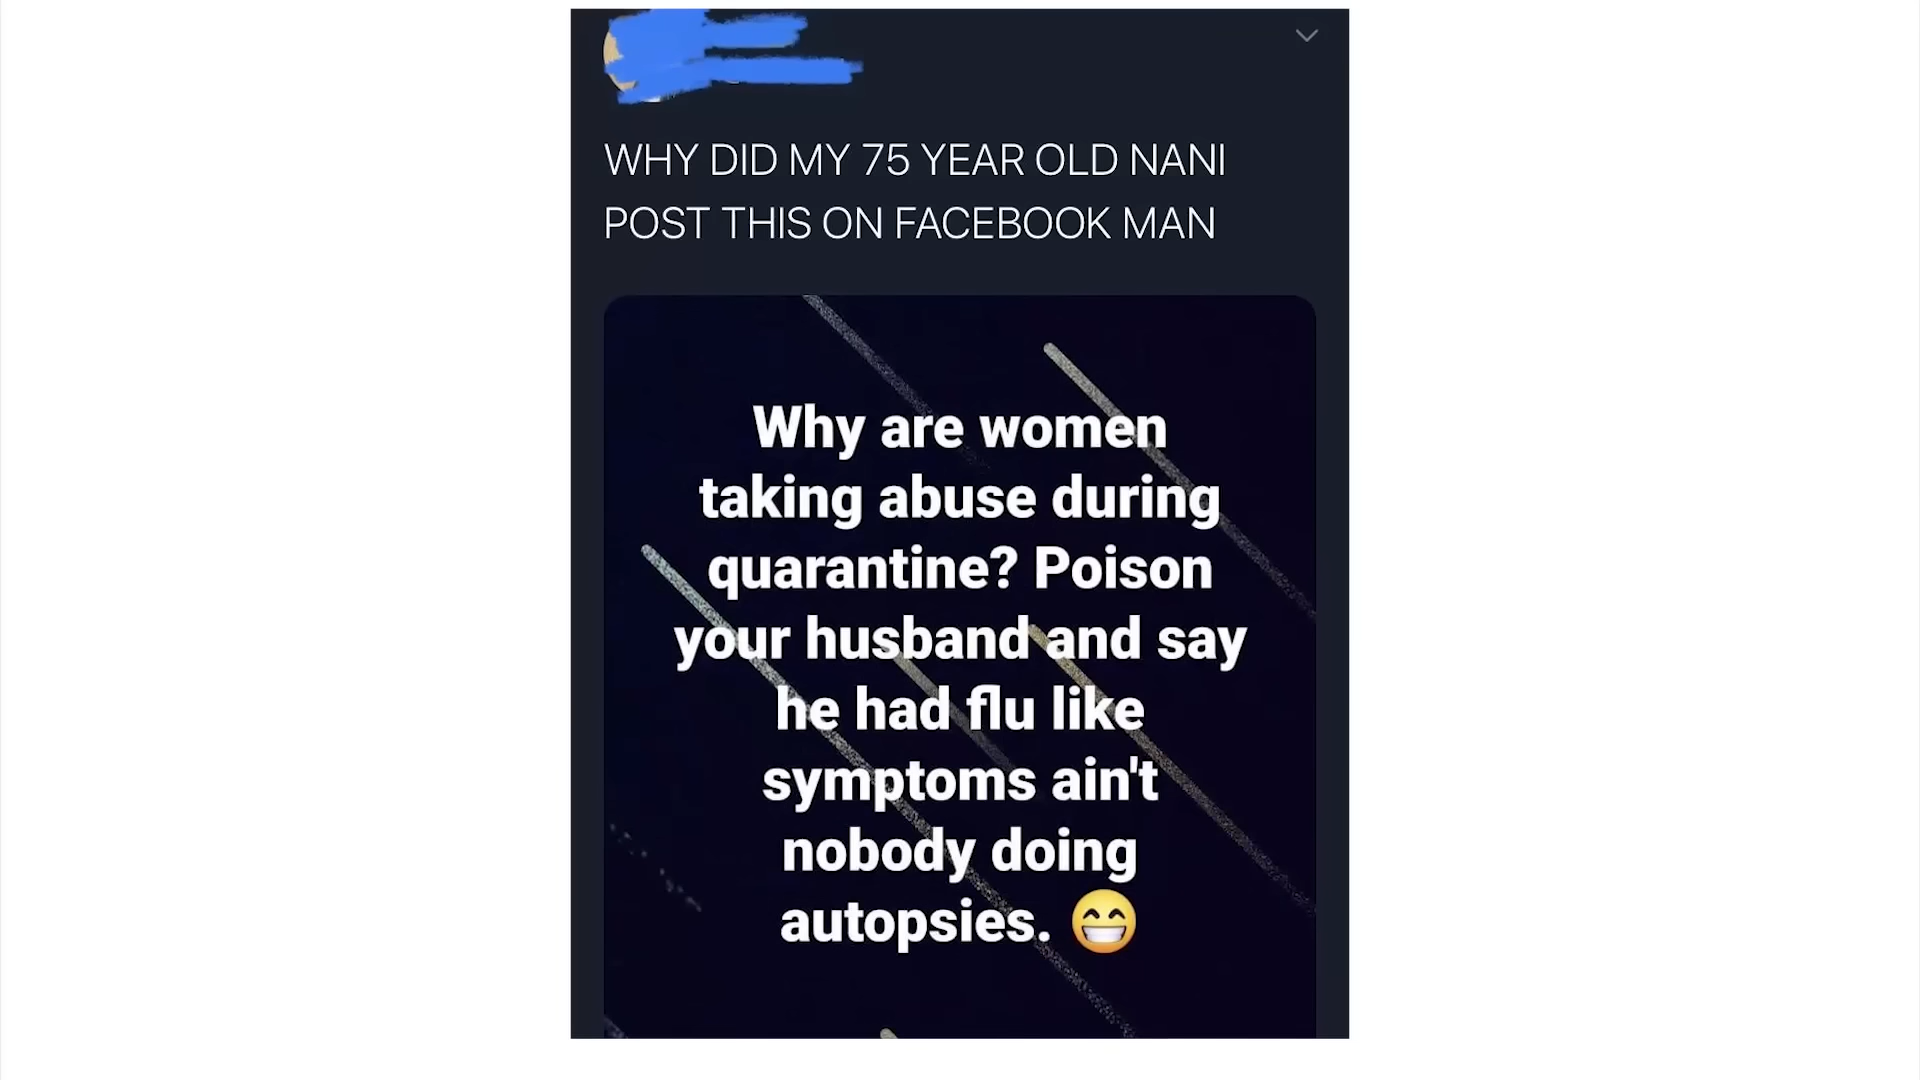 WHY DID MY 75 YEAR OLD NANI
POST THIS ON FACEBOOK MAN
Why are women
taking abuse during
quarantine? Poison
your husband and say
he had flu like
symptoms ain't
nobody doing
autopsies. 😁